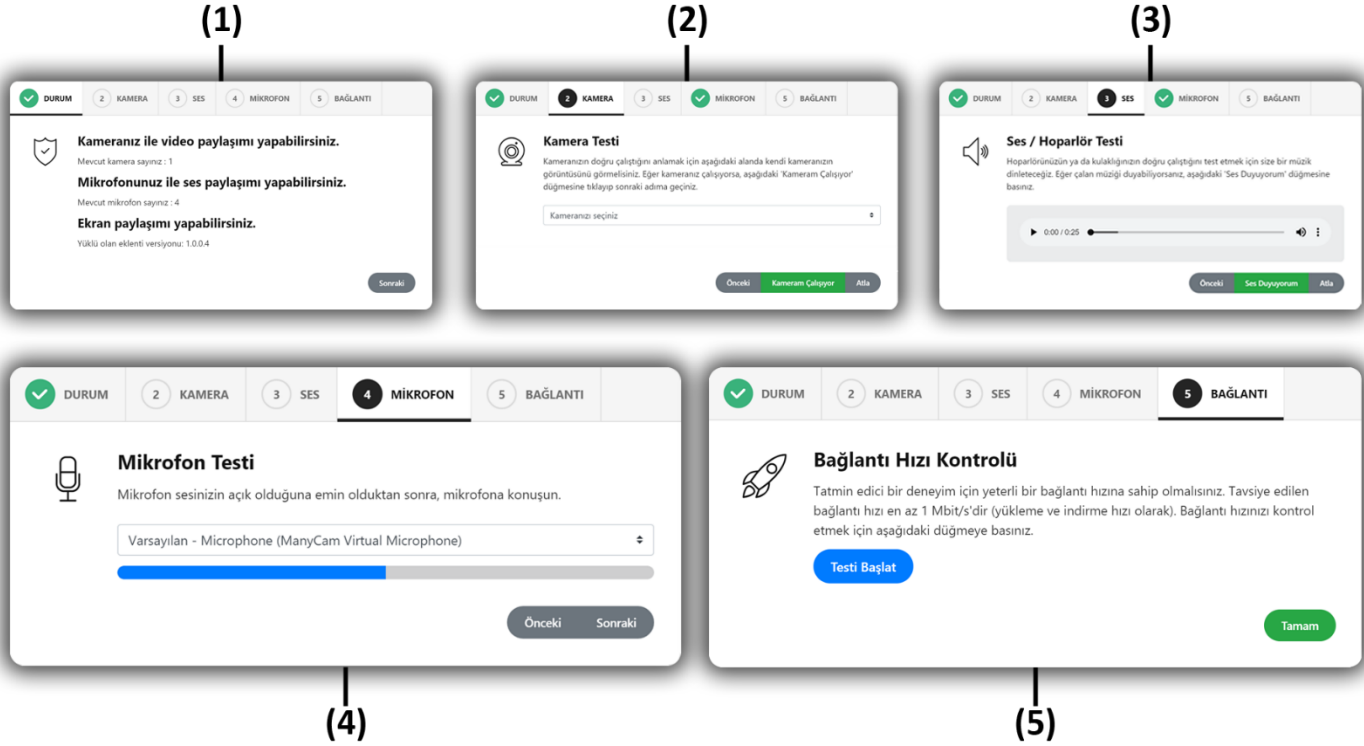 (1)
(2)
(3)
DURUM 2 KAMERA 3 SES 4 MİKROFON 5 BAĞLANTI
Kameranız ile video paylaşımı yapabilirsiniz.
Mevcut kamera sayınız : 1
Mikrofonunuz ile ses paylaşımı yapabilirsiniz.
Mevcut mikrofon sayınız : 4
Ekran paylaşımı yapabilirsiniz.
Yüklü olan eklenti versiyonu: 1.0.0.4
Sonraki
DURUM 2 KAMERA 3 SES MİKROFON 5 BAĞLANTI
Kamera Testi
Kameranızın doğru çalıştığını anlamak için aşağıdaki alanda kendi kameranızın
görüntüsünü görmelisiniz. Eğer kameranız çalışıyorsa, aşağıdaki 'Kameram Çalışıyor'
düğmesine tıklayıp sonraki adıma geçiniz.
Kameranızı seçiniz
Önceki Kameram Çalışıyor Atla
DURUM 2 KAMERA 3 SES MİKROFON 5 BAĞLANTI
Ses / Hoparlör Testi
Hoparlörünüzün ya da kulaklığınızın doğru çalıştığını test etmek için size bir müzik
dinleteceğiz. Eğer çalan müziği duyabiliyorsanız, aşağıdaki 'Ses Duyuyorum' düğmesine
basınız.
0:00 / 0:25
Önceki Ses Duyuyorum Atla
DURUM 2 KAMERA 3 SES 4 MİKROFON 5 BAĞLANTI
Mikrofon Testi
Mikrofon sesinizin açık olduğuna emin olduktan sonra, mikrofona konuşun.
Varsayılan - Microphone (ManyCam Virtual Microphone)
Önceki Sonraki
DURUM 2 KAMERA 3 SES 4 MİKROFON 5 BAĞLANTI
Bağlantı Hızı Kontrolü
Tatmin edici bir deneyim için yeterli bir bağlantı hızına sahip olmalısınız. Tavsiye edilen
bağlantı hızı en az 1 Mbit/s'dir (yükleme ve indirme hızı olarak). Bağlantı hızınızı kontrol
etmek için aşağıdaki düğmeye basınız.
Testi Başlat
Tamam
(4)
(5)